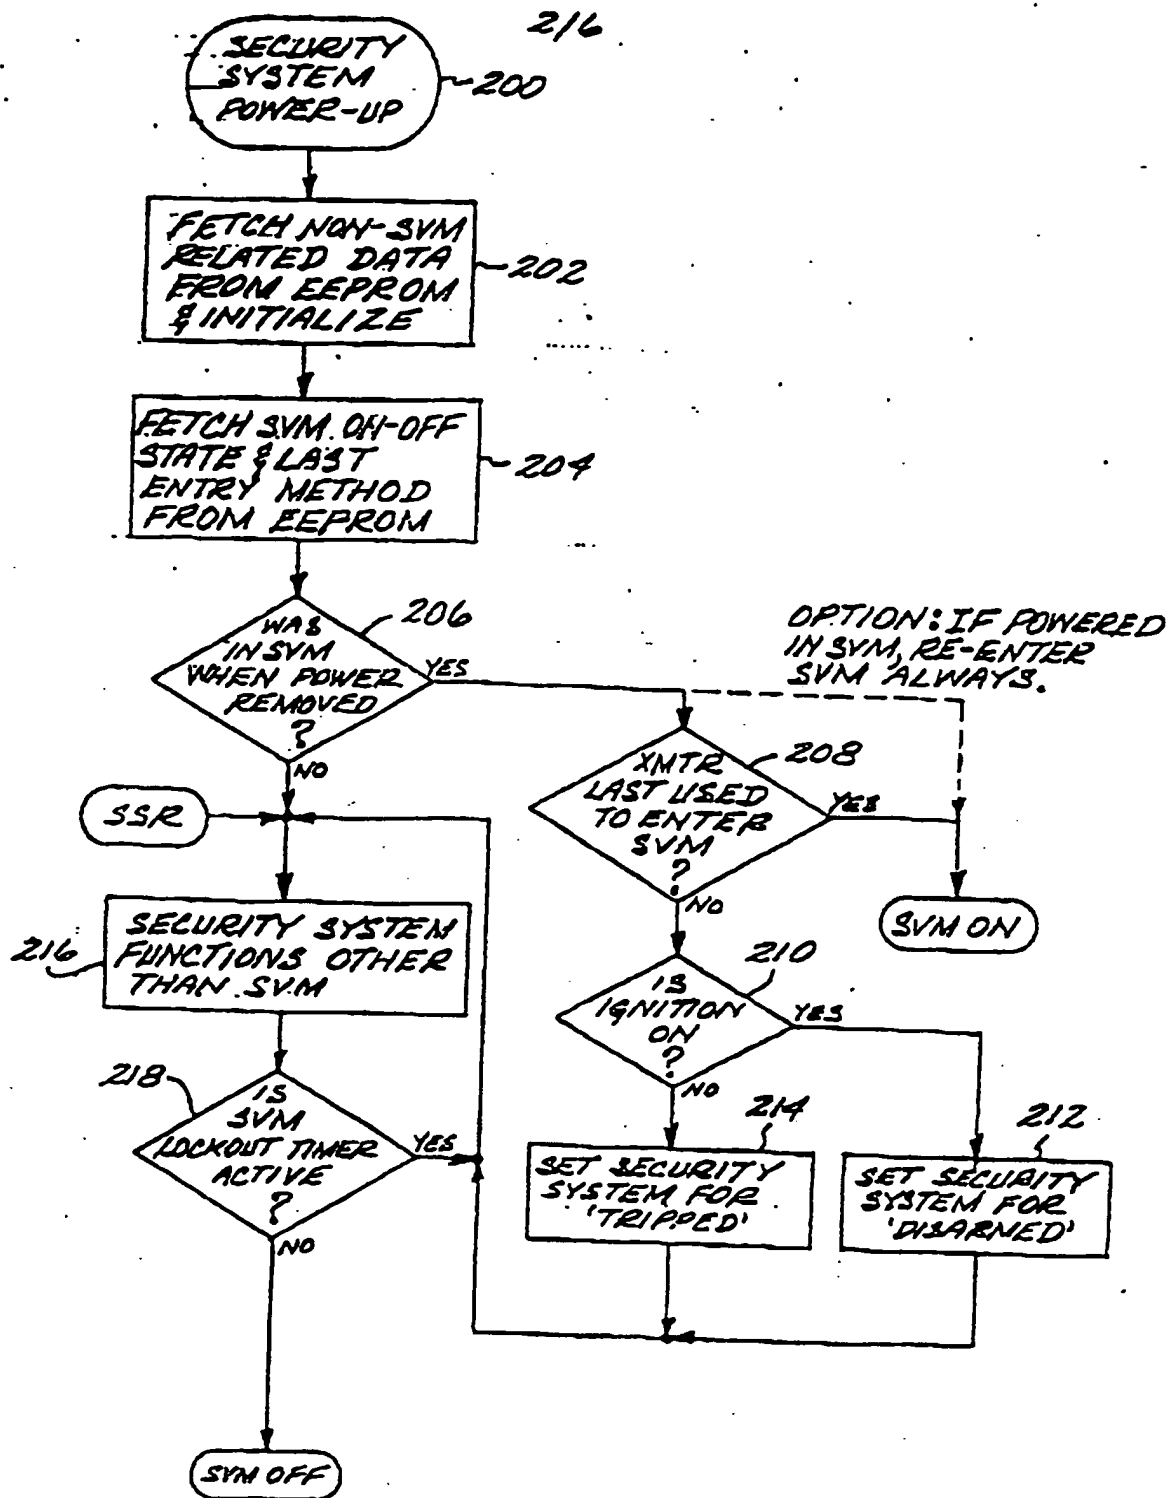 2/6
SECURITY
SYSTEM
POWER-UP
200
FETCH NON-SVM
RELATED DATA
FROM EEPROM
& INITIALIZE
202
FETCH SVM ON-OFF
STATE & LAST
ENTRY METHOD
FROM EEPROM
204
WAS
IN SVM
WHEN POWER
REMOVED
?
206
YES
NO
OPTION: IF POWERED
IN SVM, RE-ENTER
SVM ALWAYS.
XMTR
LAST USED
TO ENTER
SVM
?
208
YES
NO
SSR
SVM ON
SECURITY SYSTEM
FUNCTIONS OTHER
THAN SVM
216
IS
IGNITION
ON
?
210
YES
NO
IS
SVM
LOCKOUT TIMER
ACTIVE
?
218
YES
NO
SET SECURITY
SYSTEM FOR
'TRIPPED'
214
SET SECURITY
SYSTEM FOR
'DISARMED'
212
SVM OFF